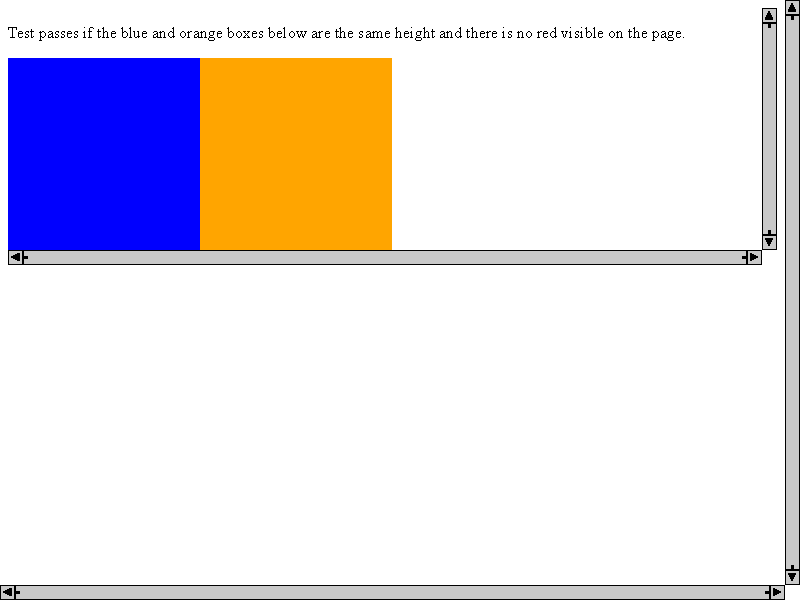 Test passes if the blue and orange boxes below are the same height and there is no red visible on the page.